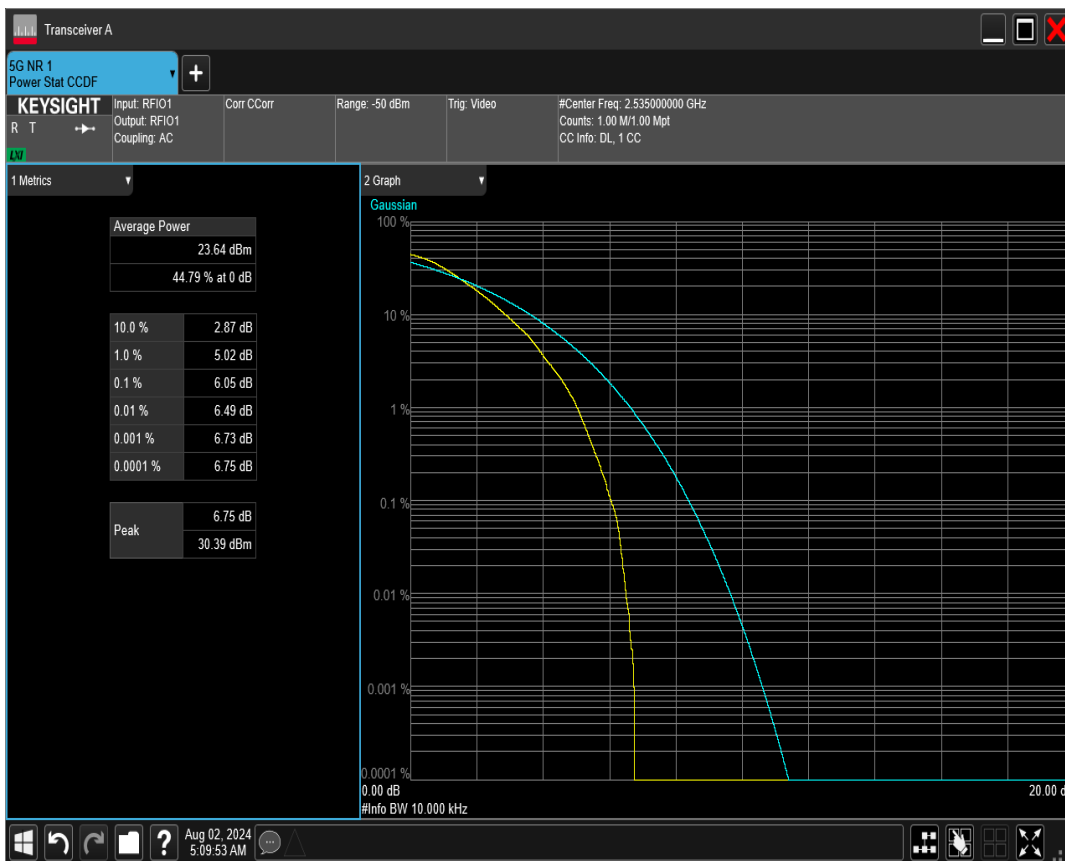 Transceiver A
5G NR 1
Power Stat CCDF
KEYSIGHT
R T
LXI
Input: RFIO1
Output: RFIO1
Coupling: AC
Corr CCorr
Range: -50 dBm
Trig: Video
#Center Freq: 2.535000000 GHz
Counts: 1.00 M/1.00 Mpt
CC Info: DL, 1 CC
1 Metrics
Average Power
23.64 dBm
44.79 % at 0 dB
10.0 % 2.87 dB
1.0 % 5.02 dB
0.1 % 6.05 dB
0.01 % 6.49 dB
0.001 % 6.73 dB
0.0001 % 6.75 dB
Peak
6.75 dB
30.39 dBm
2 Graph
Gaussian
100 %
10 %
1 %
0.1 %
0.01 %
0.001 %
0.0001 %
0.00 dB
20.00 d
#Info BW 10.000 kHz
?
Aug 02, 2024
5:09:53 AM